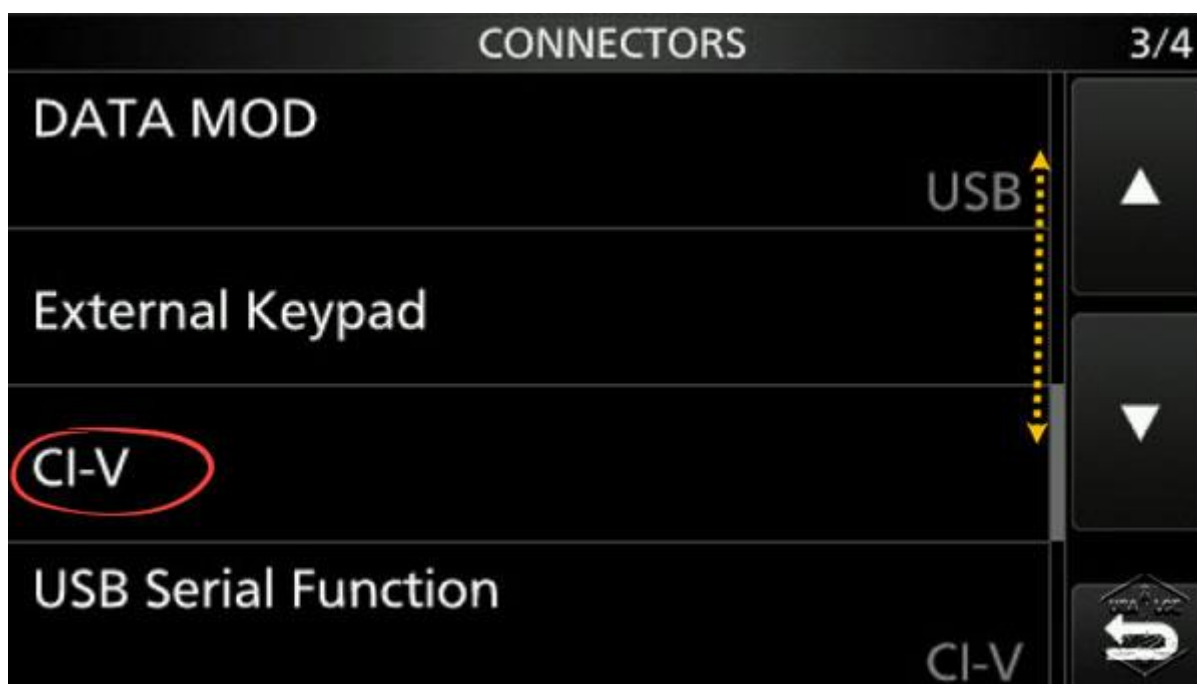 CONNECTORS 3/4
DATA MOD
USB
External Keypad
CI-V
USB Serial Function
CI-V